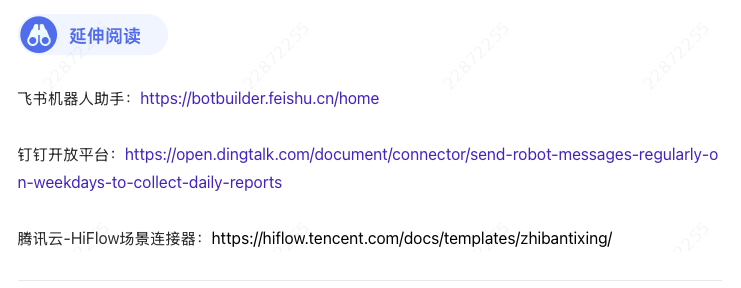 延伸阅读
飞书机器人助手：https://botbuilder.feishu.cn/home
钉钉开放平台：https://open.dingtalk.com/document/connector/send-robot-messages-regularly-o
n-weekdays-to-collect-daily-reports
腾讯云-HiFlow场景连接器：https://hiflow.tencent.com/docs/templates/zhibantixing/
22872255
22872255
22872255